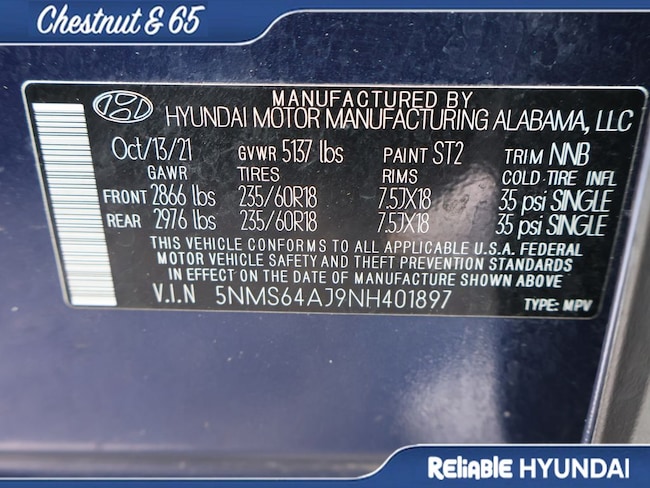 Chestnut & 65
MANUFACTURED BY
HYUNDAI MOTOR MANUFACTURING ALABAMA, LLC
Oct/13/21 GVWR 5137 lbs PAINT ST2 TRIM NNB
GAWR TIRES RIMS COLD TIRE INFL
FRONT 2866 lbs 235/60R18 7.5JX18 35 psi SINGLE
REAR 2976 lbs 235/60R18 7.5JX18 35 psi SINGLE
THIS VEHICLE CONFORMS TO ALL APPLICABLE U.S.A. FEDERAL
MOTOR VEHICLE SAFETY AND THEFT PREVENTION STANDARDS
IN EFFECT ON THE DATE OF MANUFACTURE SHOWN ABOVE
V.I.N 5NMS64AJ9NH401897 TYPE: MPV
Reliable HYUNDAI